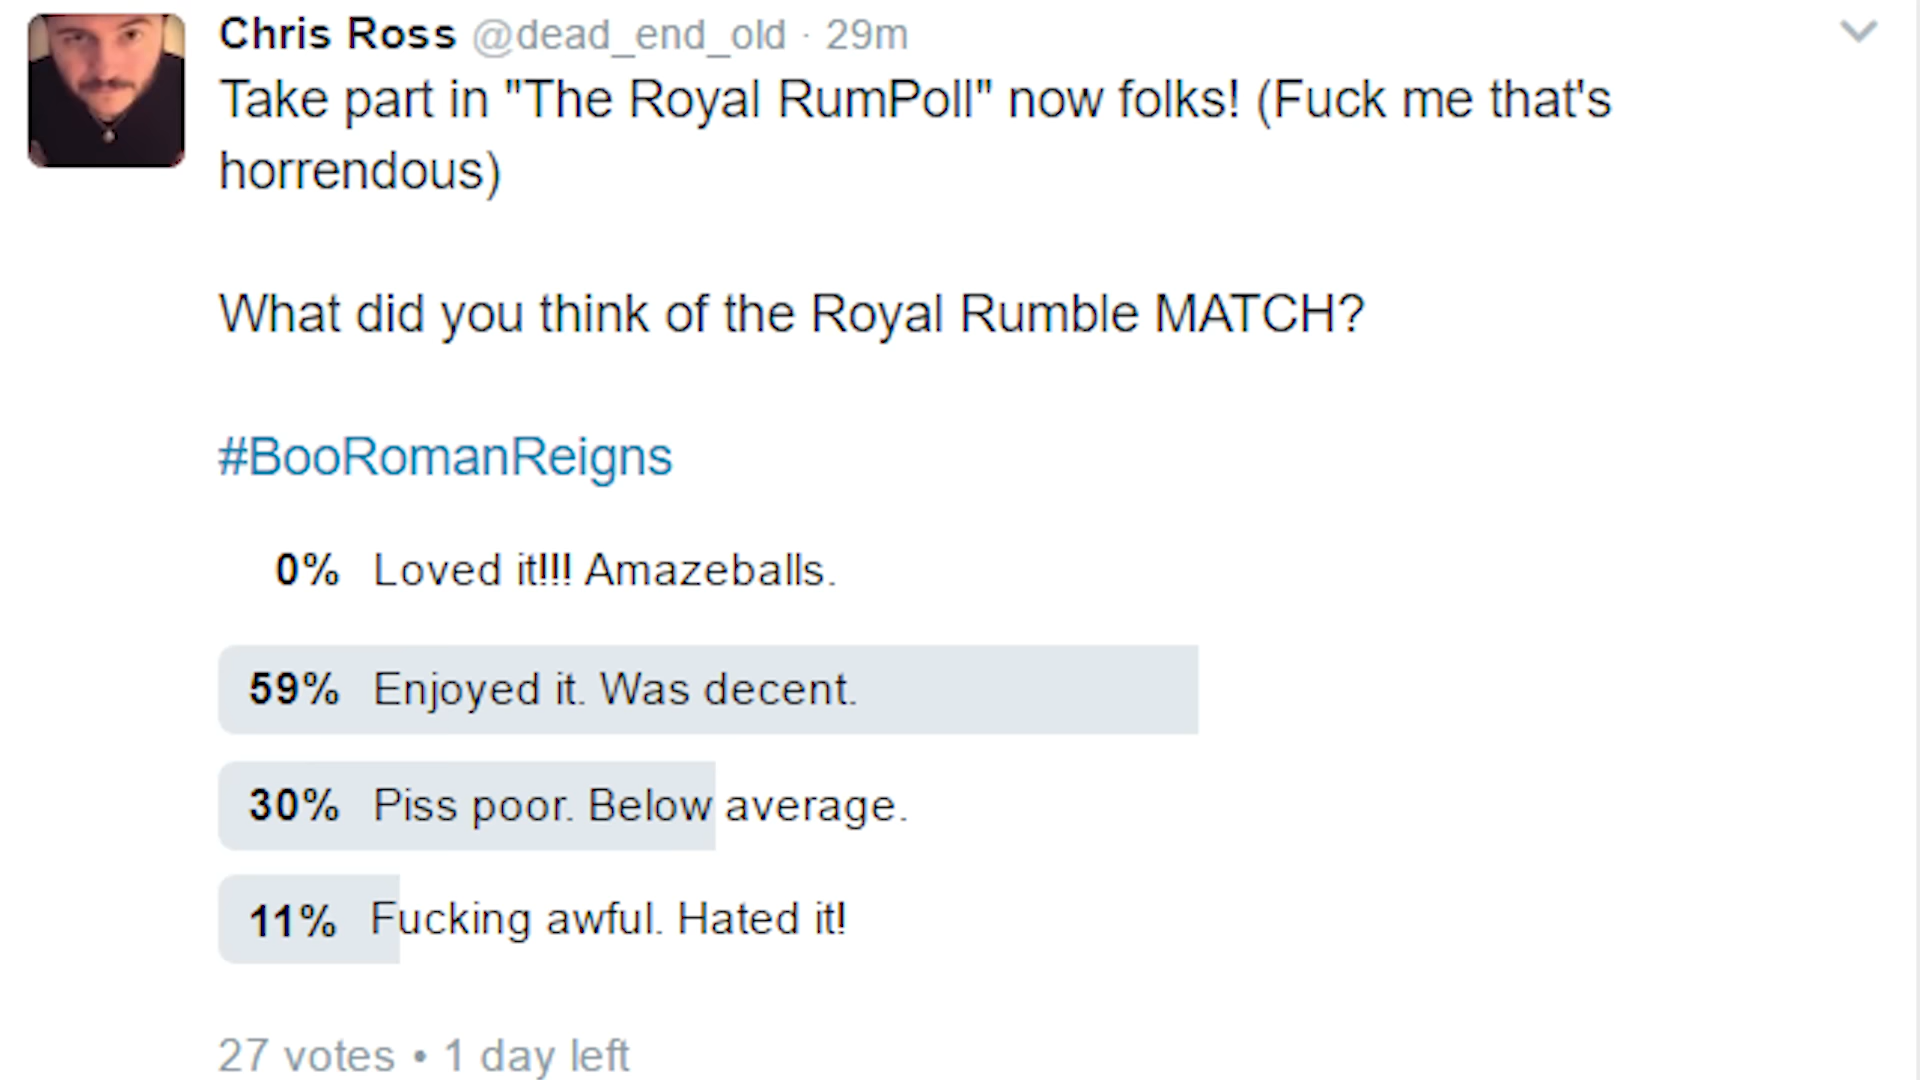 Chris Ross @dead_end_old · 29m
Take part in "The Royal RumPoll" now folks! (Fuck me that's
horrendous)
What did you think of the Royal Rumble MATCH?
#BooRomanReigns
0% Loved it!!! Amazeballs.
59% Enjoyed it. Was decent.
30% Piss poor. Below average.
11% Fucking awful. Hated it!
27 votes • 1 day left